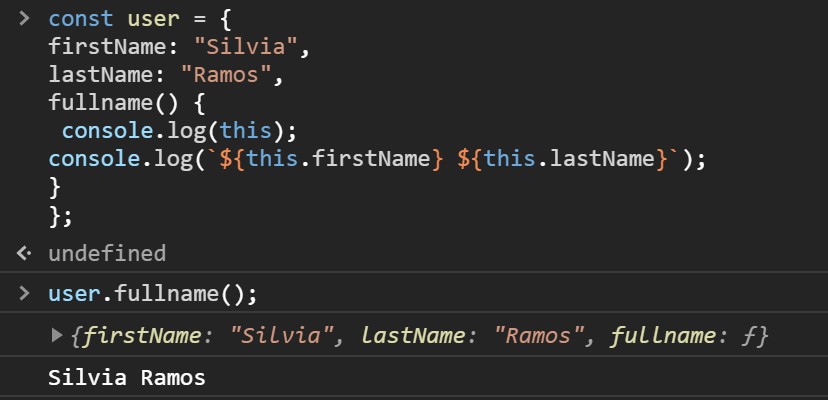 > const user = {
firstName: "Silvia",
lastName: "Ramos",
fullname() {
 console.log(this);
console.log(`${this.firstName} ${this.lastName}`);
}
};
undefined
> user.fullname();
▶{firstName: "Silvia", lastName: "Ramos", fullname: ƒ}
Silvia Ramos